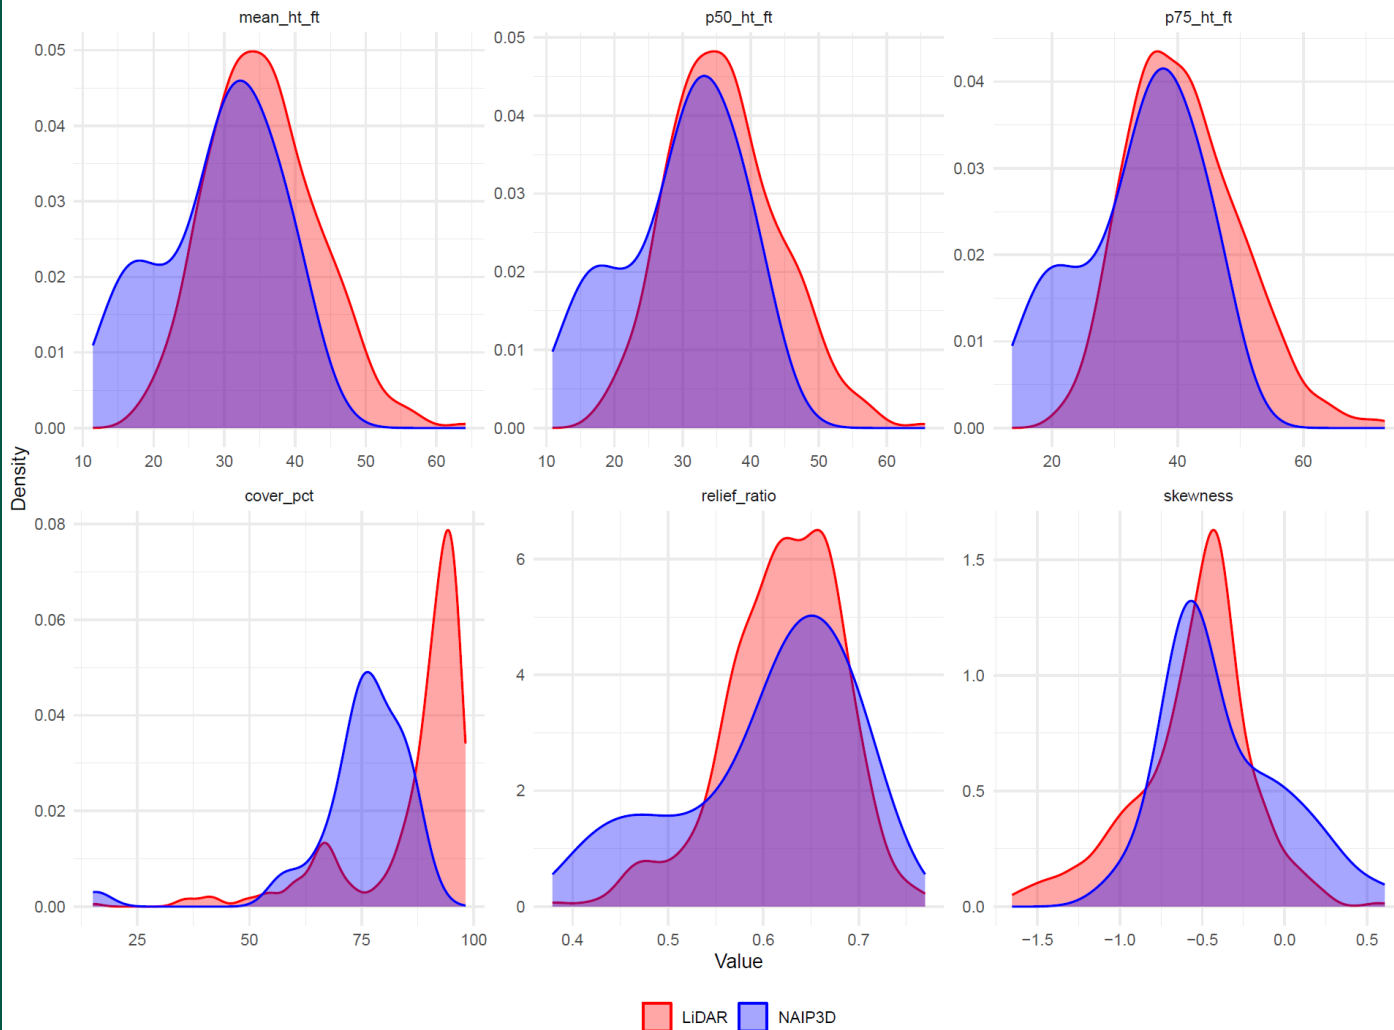 mean_ht_ft p50_ht_ft p75_ht_ft
0.05
0.04
0.03
0.02
0.01
0.00
10 20 30 40 50 60
0.05
0.04
0.03
0.02
0.01
0.00
10 20 30 40 50 60
0.04
0.03
0.02
0.01
0.00
20 40 60
Density
cover_pct relief_ratio skewness
0.08
0.06
0.04
0.02
0.00
25 50 75 100
6
4
2
0
0.4 0.5 0.6 0.7
1.5
1.0
0.5
0.0
−1.5 −1.0 −0.5 0.0 0.5
Value
LiDAR NAIP3D